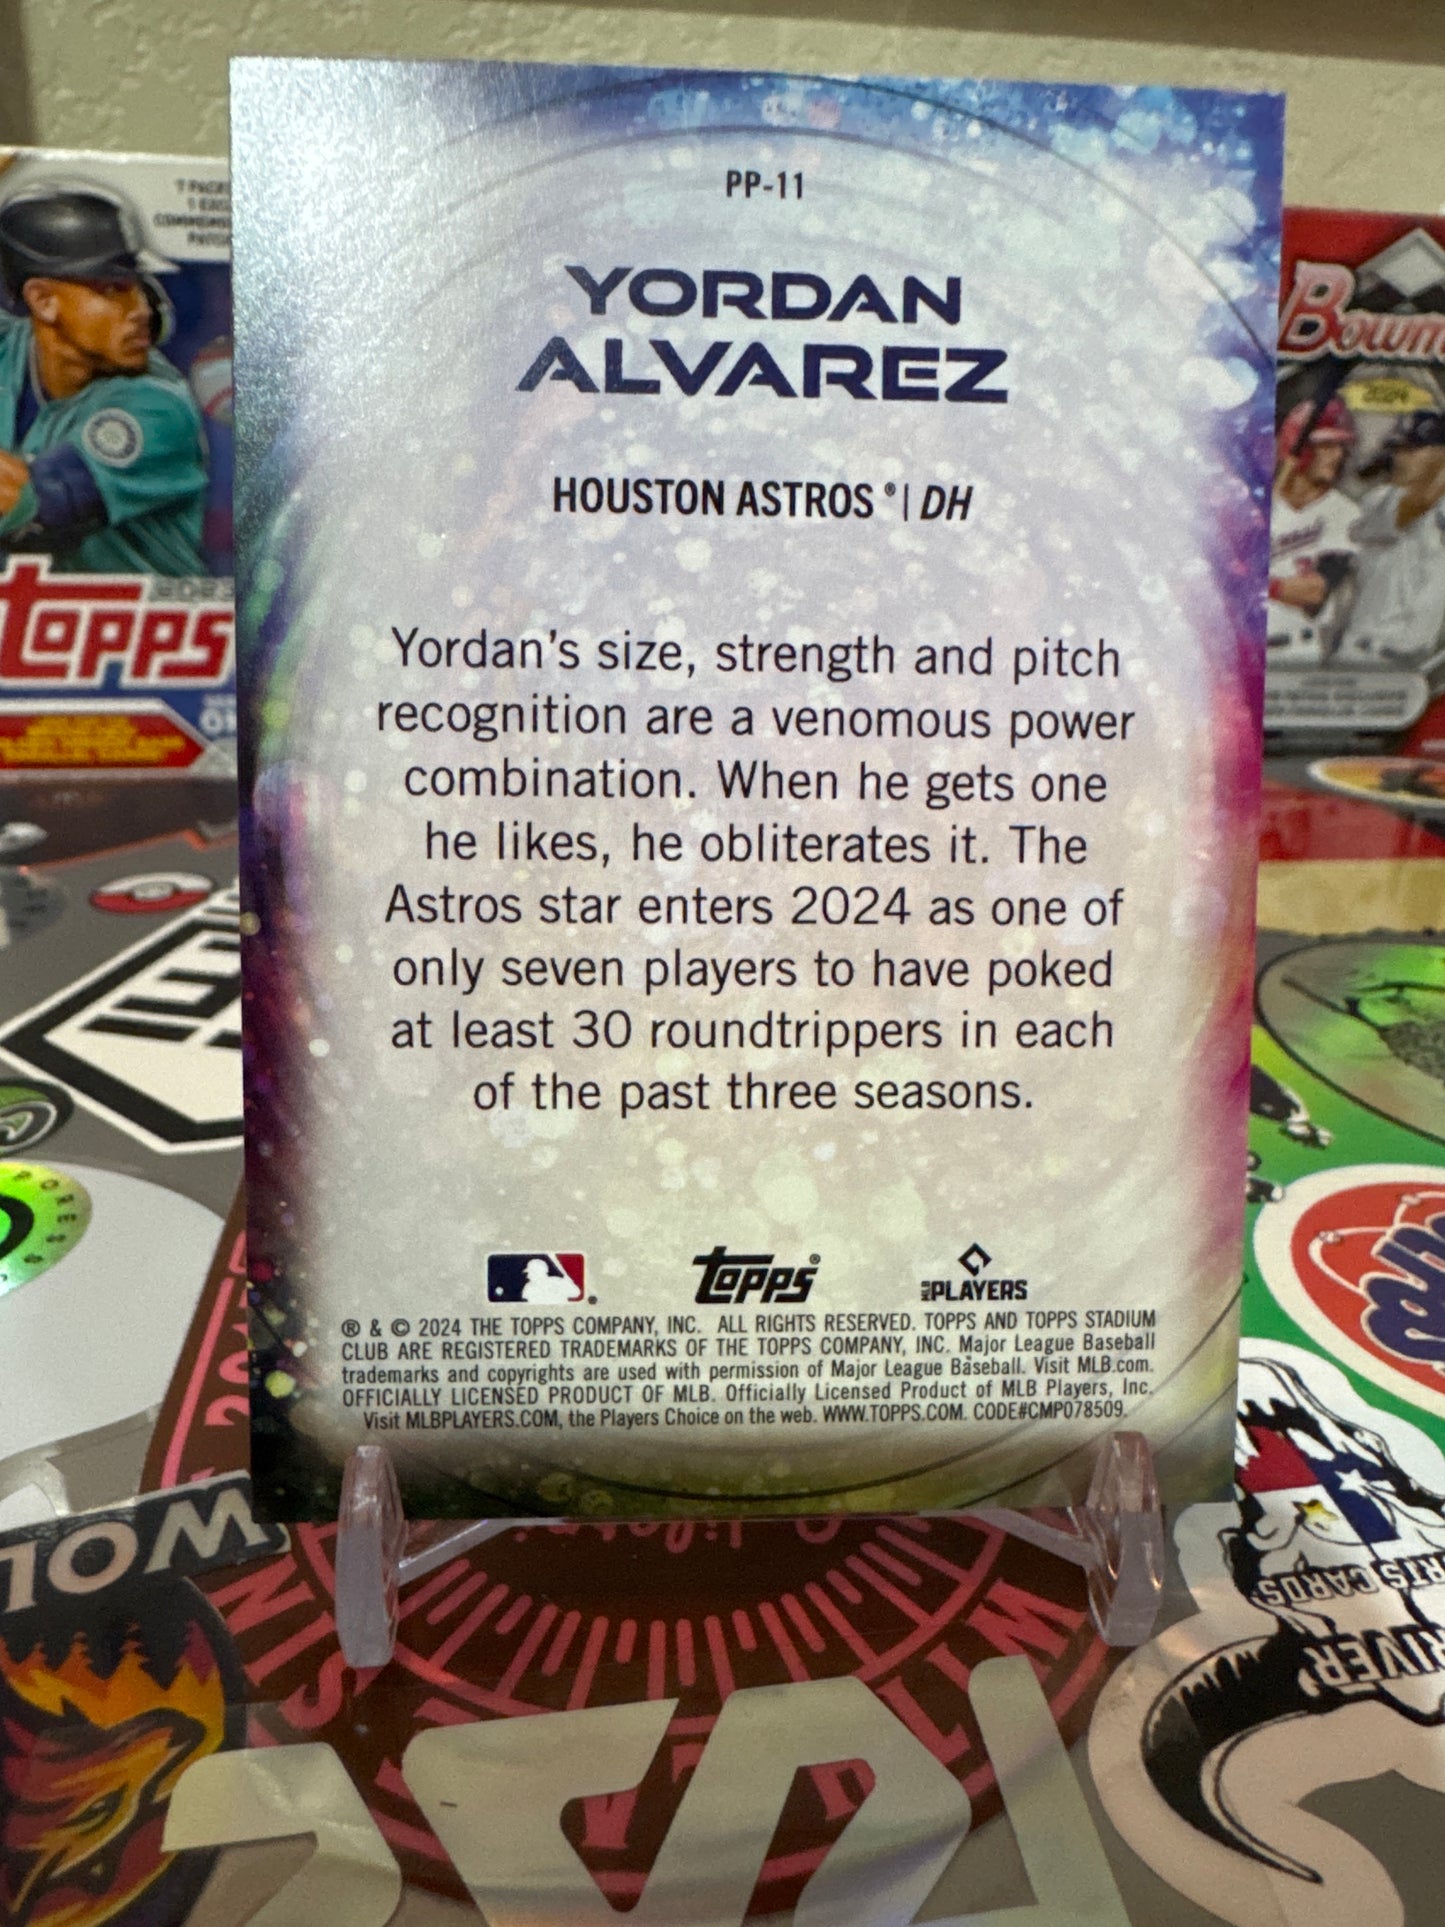 PP-11
YORDAN
ALVAREZ
HOUSTON ASTROS® | DH
Yordan's size, strength and pitch
recognition are a venomous power
combination. When he gets one
he likes, he obliterates it. The
Astros star enters 2024 as one of
only seven players to have poked
at least 30 roundtrippers in each
of the past three seasons.
Topps® PLAYERS
® & © 2024 THE TOPPS COMPANY, INC. ALL RIGHTS RESERVED. TOPPS AND TOPPS STADIUM
CLUB ARE REGISTERED TRADEMARKS OF THE TOPPS COMPANY, INC. Major League Baseball
trademarks and copyrights are used with permission of Major League Baseball. Visit MLB.com.
OFFICIALLY LICENSED PRODUCT OF MLB. Officially Licensed Product of MLB Players, Inc.
Visit MLBPLAYERS.COM, the Players Choice on the web. WWW.TOPPS.COM. CODE#CMP078509.
Topps
Bowm
2024
WOL
RTS CARDS
RIVER